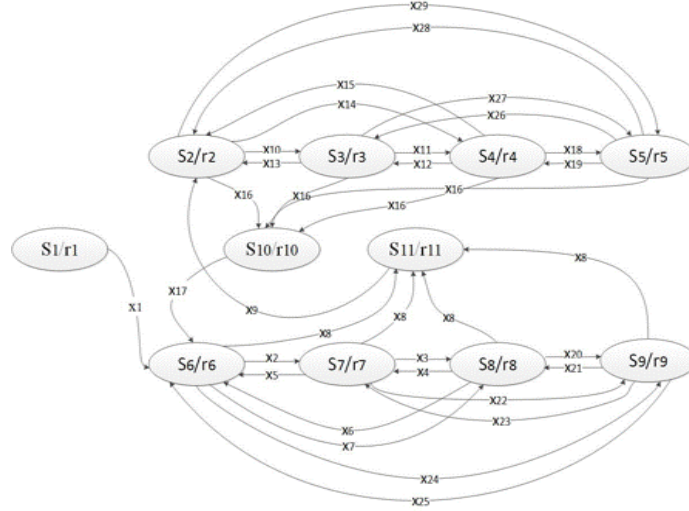 X29
X28
X15
X27
X14
X26
S2/r2
X10
X13
S3/r3
X11
X12
S4/r4
X18
X19
S5/r5
X16
X16
X16
X16
S1/r1
S10/r10
S11/r11
X8
X17
X1
X9
X8
X8
X8
S6/r6
X2
X5
S7/r7
X3
X4
S8/r8
X20
X21
S9/r9
X22
X23
X6
X7
X24
X25